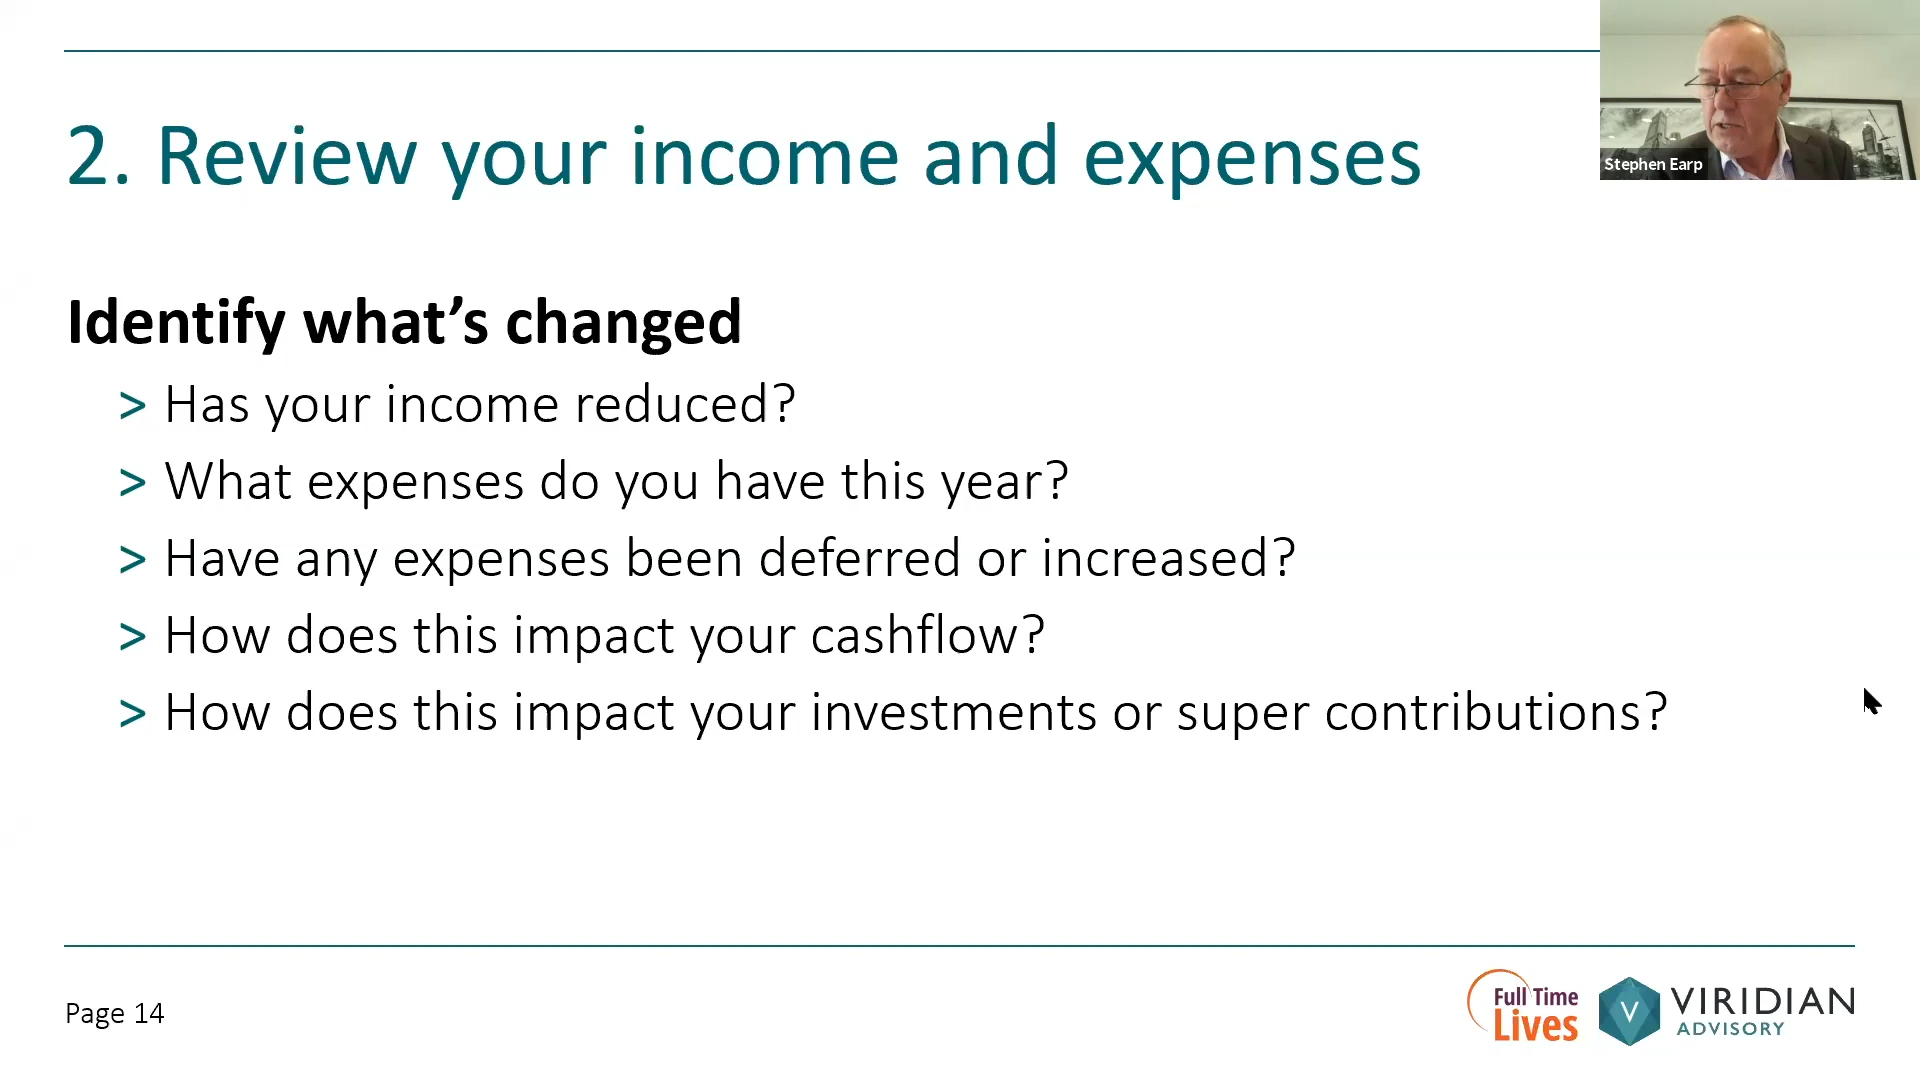 2. Review your income and expenses
Stephen Earp
Identify what's changed
> Has your income reduced?
> What expenses do you have this year?
> Have any expenses been deferred or increased?
> How does this impact your cashflow?
> How does this impact your investments or super contributions?
Page 14
Full Time
Lives
V
VIRIDIAN
ADVISORY